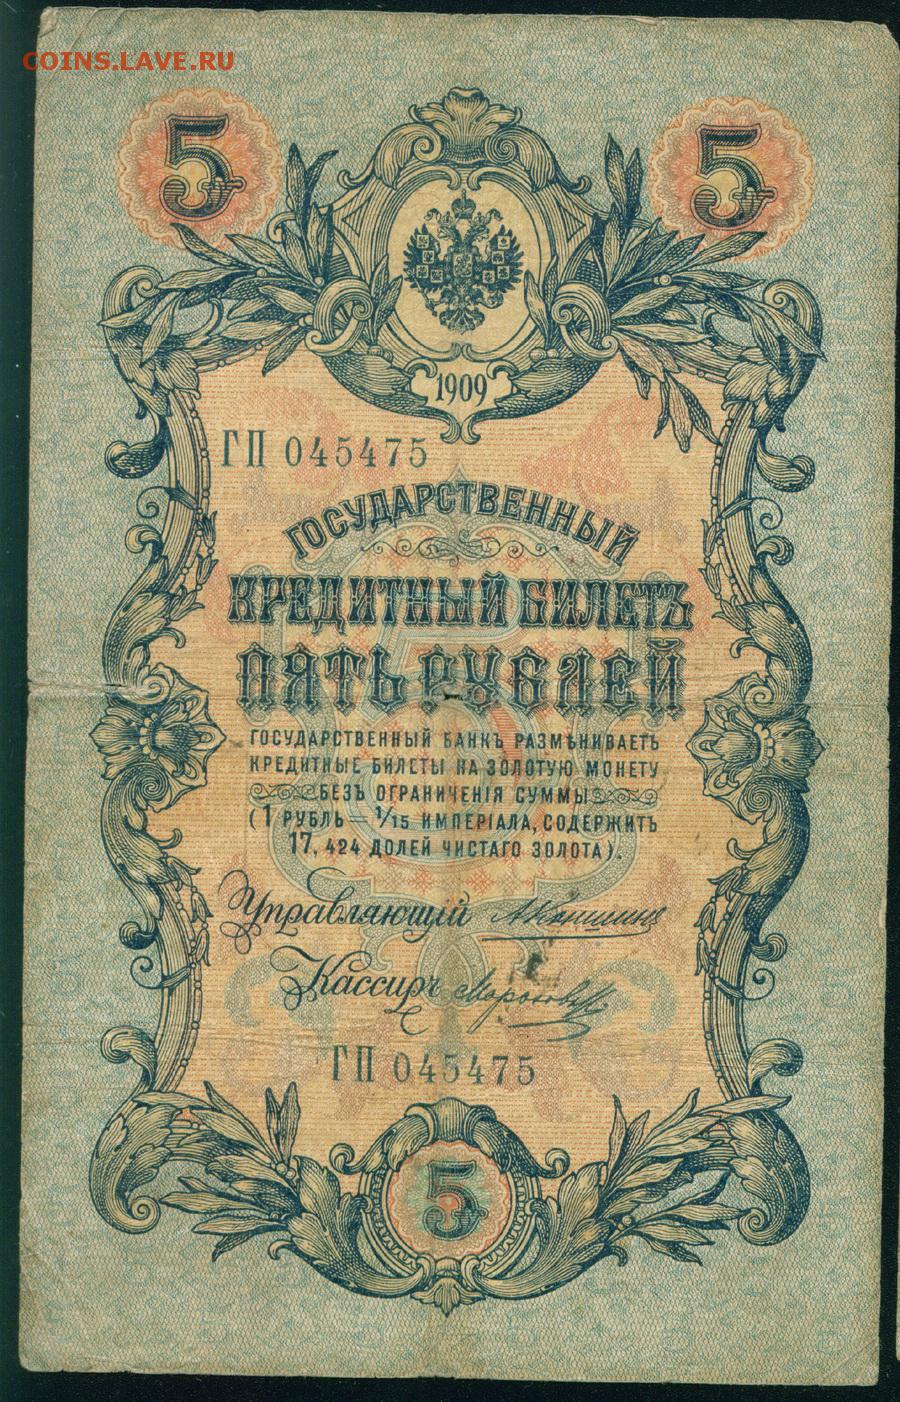 COINS.LAVE.RU
5 5
1909
ГП 045475
ГОСУДАРСТВЕННЫЙ
КРЕДИТНЫЙ БИЛЕТЪ
5
ПЯТЬ РУБЛЕЙ
ГОСУДАРСТВЕННЫЙ БАНКЪ РАЗМѢНИВАЕТЪ
КРЕДИТНЫЕ БИЛЕТЫ НА ЗОЛОТУЮ МОНЕТУ
БЕЗЪ ОГРАНИЧЕНІЯ СУММЫ
(1 РУБЛЬ = 1/15 ИМПЕРІАЛА, СОДЕРЖИТЪ
17,424 ДОЛЕЙ ЧИСТАГО ЗОЛОТА).
Управляющій
Кассиръ
ГП 045475
5